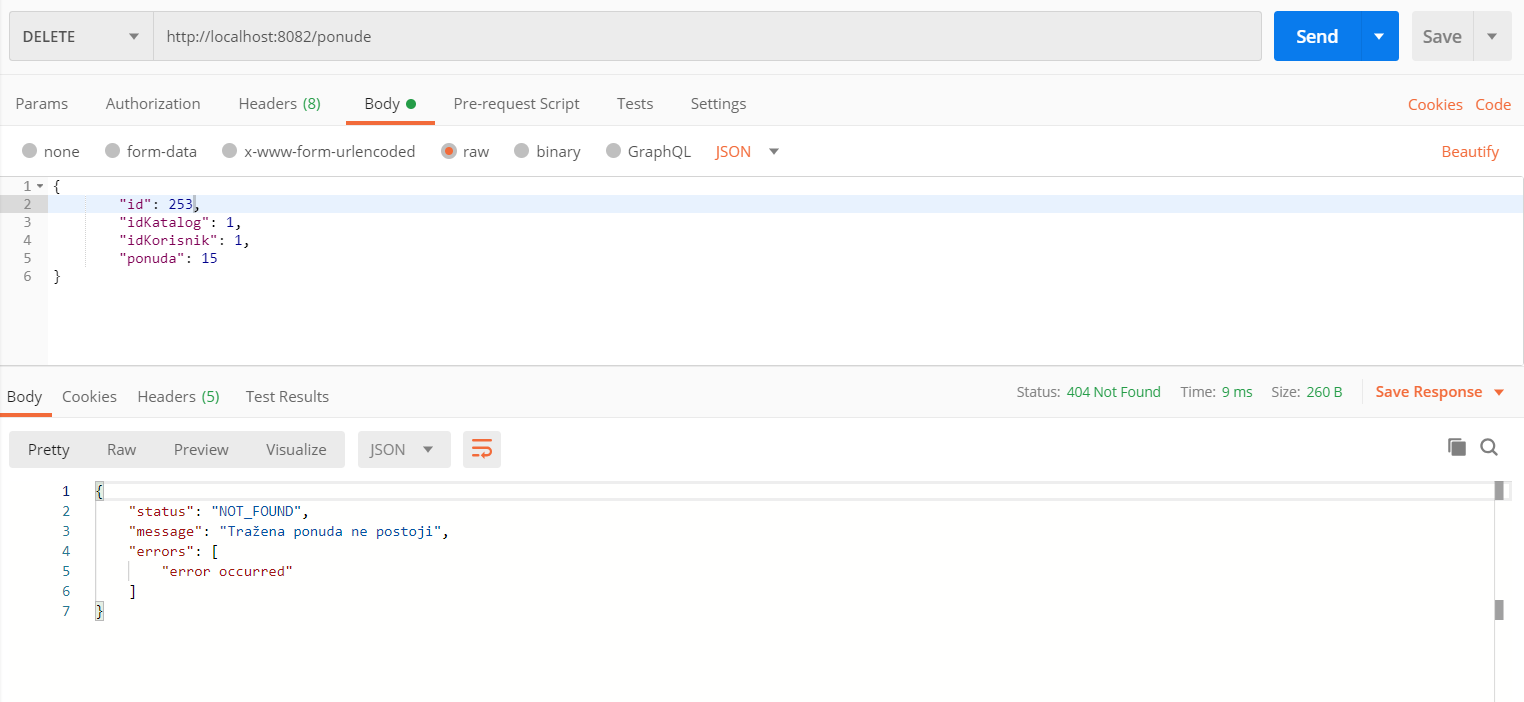 DELETE http://localhost:8082/ponude Send Save
Params Authorization Headers (8) Body Pre-request Script Tests Settings Cookies Code
none form-data x-www-form-urlencoded raw binary GraphQL JSON Beautify
1 {
2 "id": 253,
3 "idKatalog": 1,
4 "idKorisnik": 1,
5 "ponuda": 15
6 }
Body Cookies Headers (5) Test Results Status: 404 Not Found Time: 9 ms Size: 260 B Save Response
Pretty Raw Preview Visualize JSON
1 {
2 "status": "NOT_FOUND",
3 "message": "Tražena ponuda ne postoji",
4 "errors": [
5 "error occurred"
6 ]
7 }